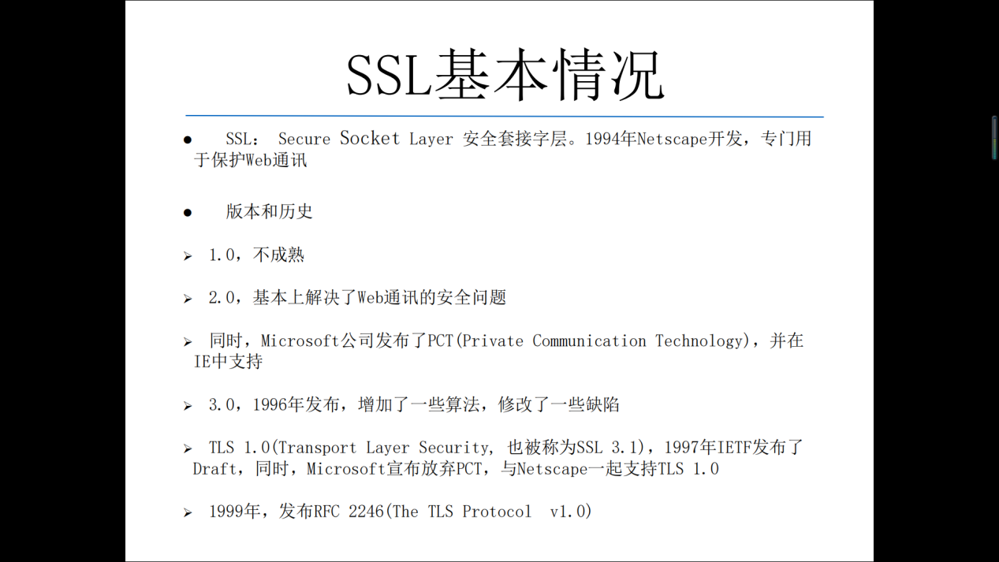 SSL基本情况
● SSL: Secure Socket Layer 安全套接字层。1994年Netscape开发，专门用
于保护Web通讯
● 版本和历史
➢ 1.0，不成熟
➢ 2.0，基本上解决了Web通讯的安全问题
➢ 同时，Microsoft公司发布了PCT(Private Communication Technology)，并在
IE中支持
➢ 3.0，1996年发布，增加了一些算法，修改了一些缺陷
➢ TLS 1.0(Transport Layer Security, 也被称为SSL 3.1)，1997年IETF发布了
Draft，同时，Microsoft宣布放弃PCT，与Netscape一起支持TLS 1.0
➢ 1999年，发布RFC 2246(The TLS Protocol v1.0)